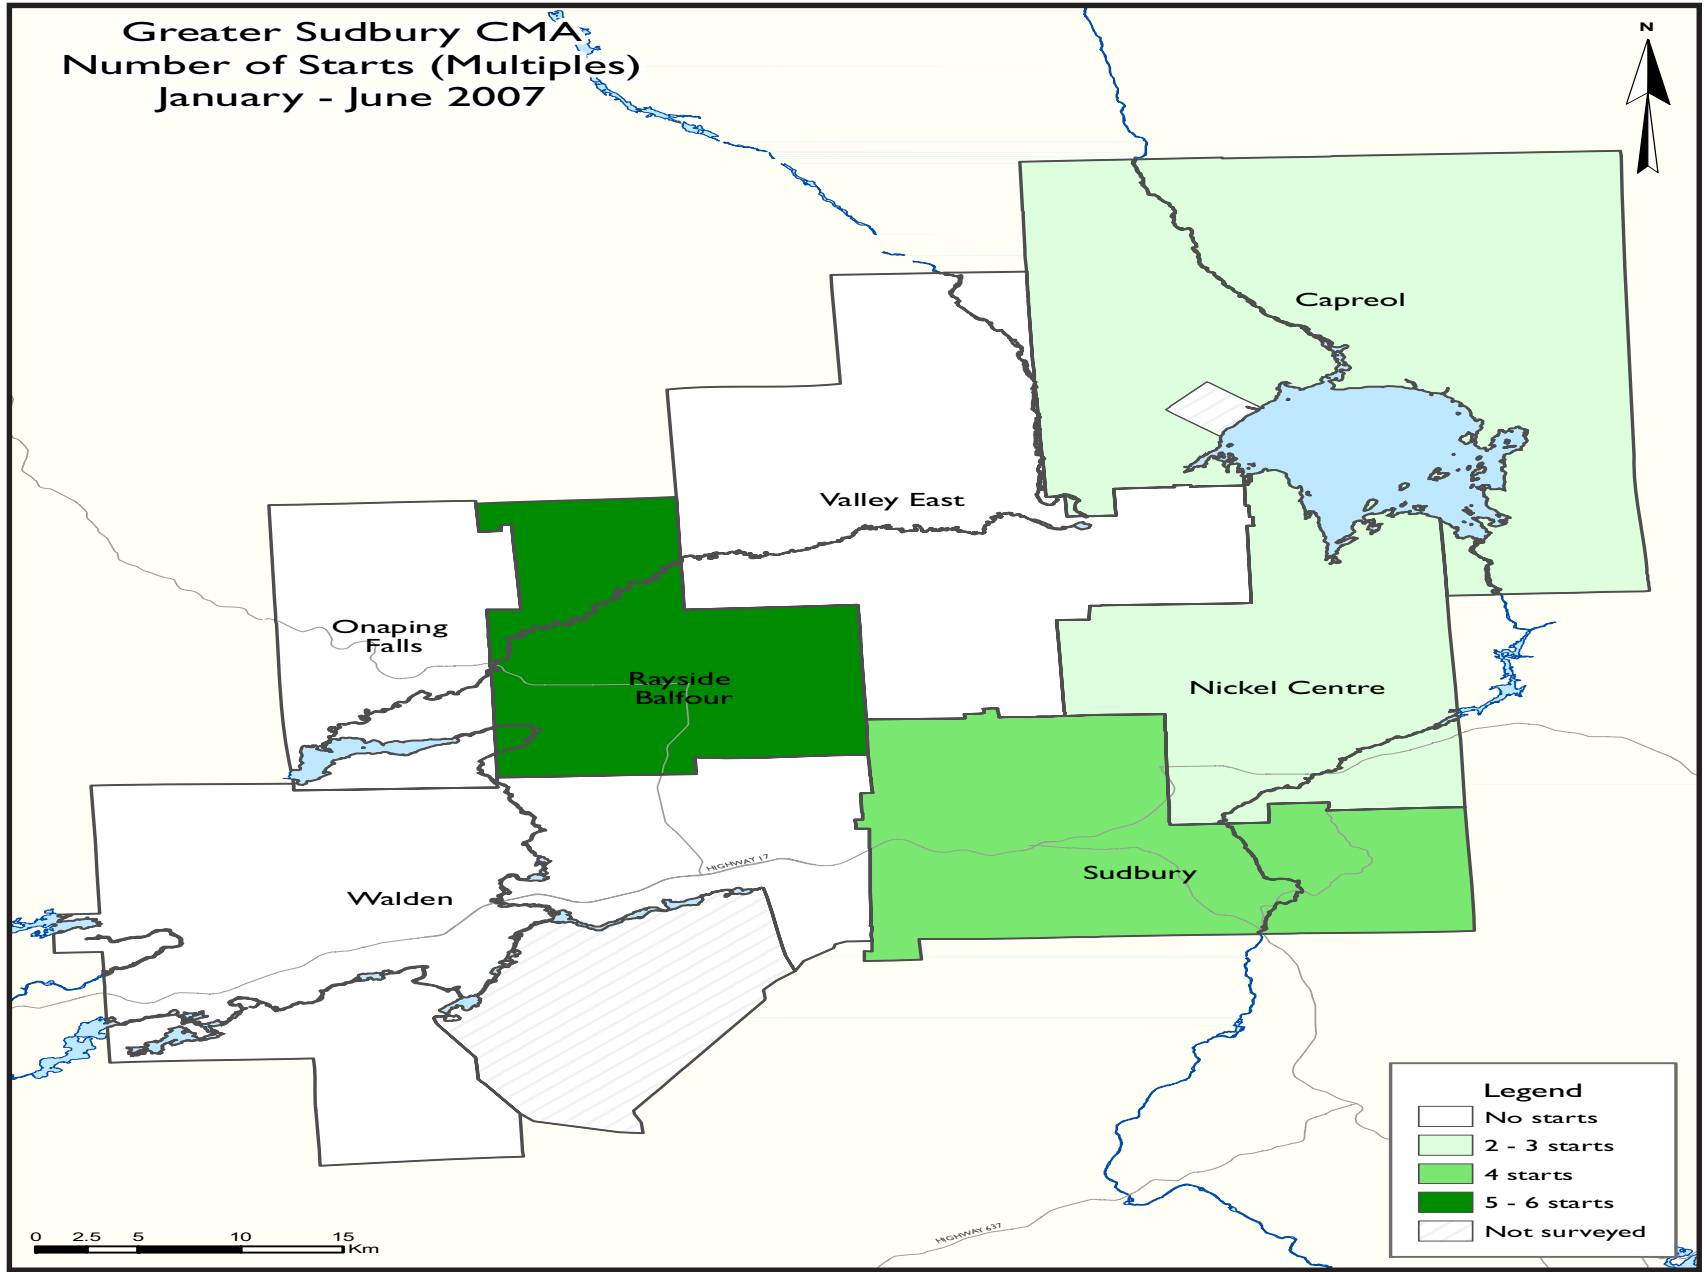 Greater Sudbury CMA
Number of Starts (Multiples)
January - June 2007
N
Capreol
Valley East
Onaping
Falls
Rayside
Balfour
Nickel Centre
HIGHWAY 17
Sudbury
Walden
Legend
No starts
2 - 3 starts
4 starts
5 - 6 starts
Not surveyed
HIGHWAY 637
0 2.5 5 10 15
Km